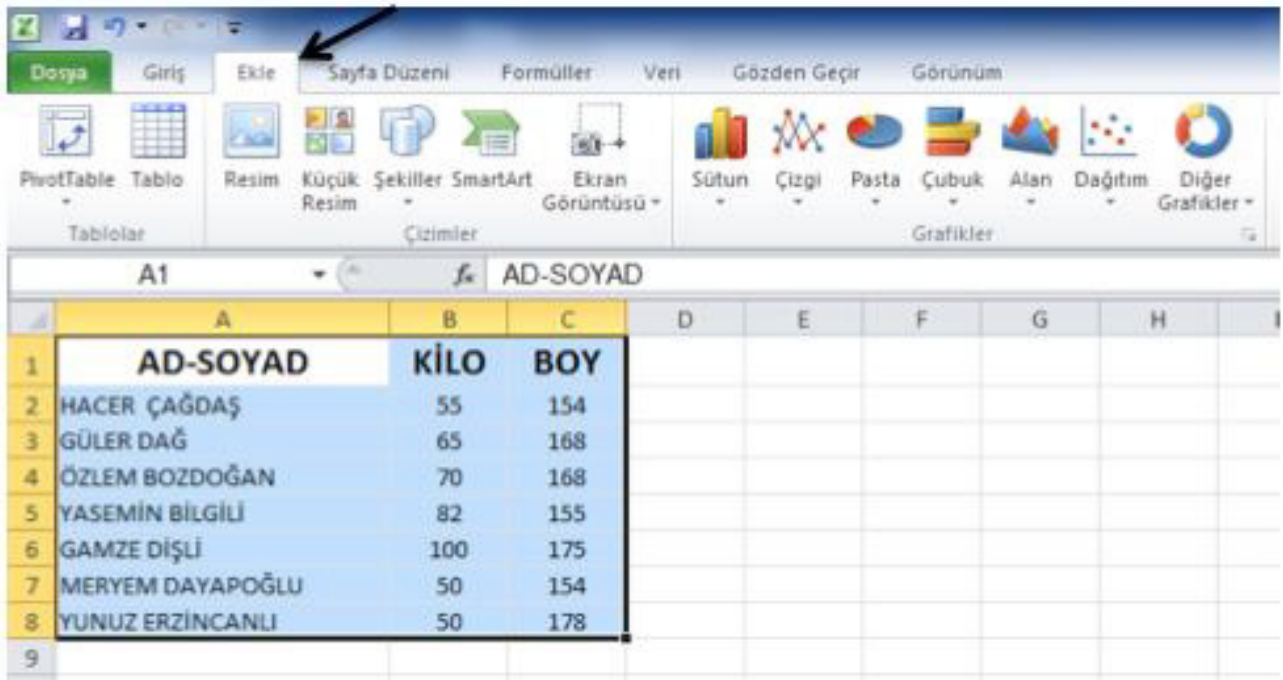 Dosya Giriş Ekle Sayfa Düzeni Formüller Veri Gözden Geçir Görünüm
PivotTable Tablo Resim Küçük Resim Şekiller SmartArt Ekran Görüntüsü Sütun Çizgi Pasta Çubuk Alan Dağıtım Diğer Grafikler
Tablolar Çizimler Grafikler
A1 fx AD-SOYAD
A B C D E F G H
1 AD-SOYAD KİLO BOY
2 HACER ÇAĞDAŞ 55 154
3 GÜLER DAĞ 65 168
4 ÖZLEM BOZDOĞAN 70 168
5 YASEMİN BİLGİLİ 82 155
6 GAMZE DİŞLİ 100 175
7 MERYEM DAYAPOĞLU 50 154
8 YUNUZ ERZİNCANLI 50 178
9